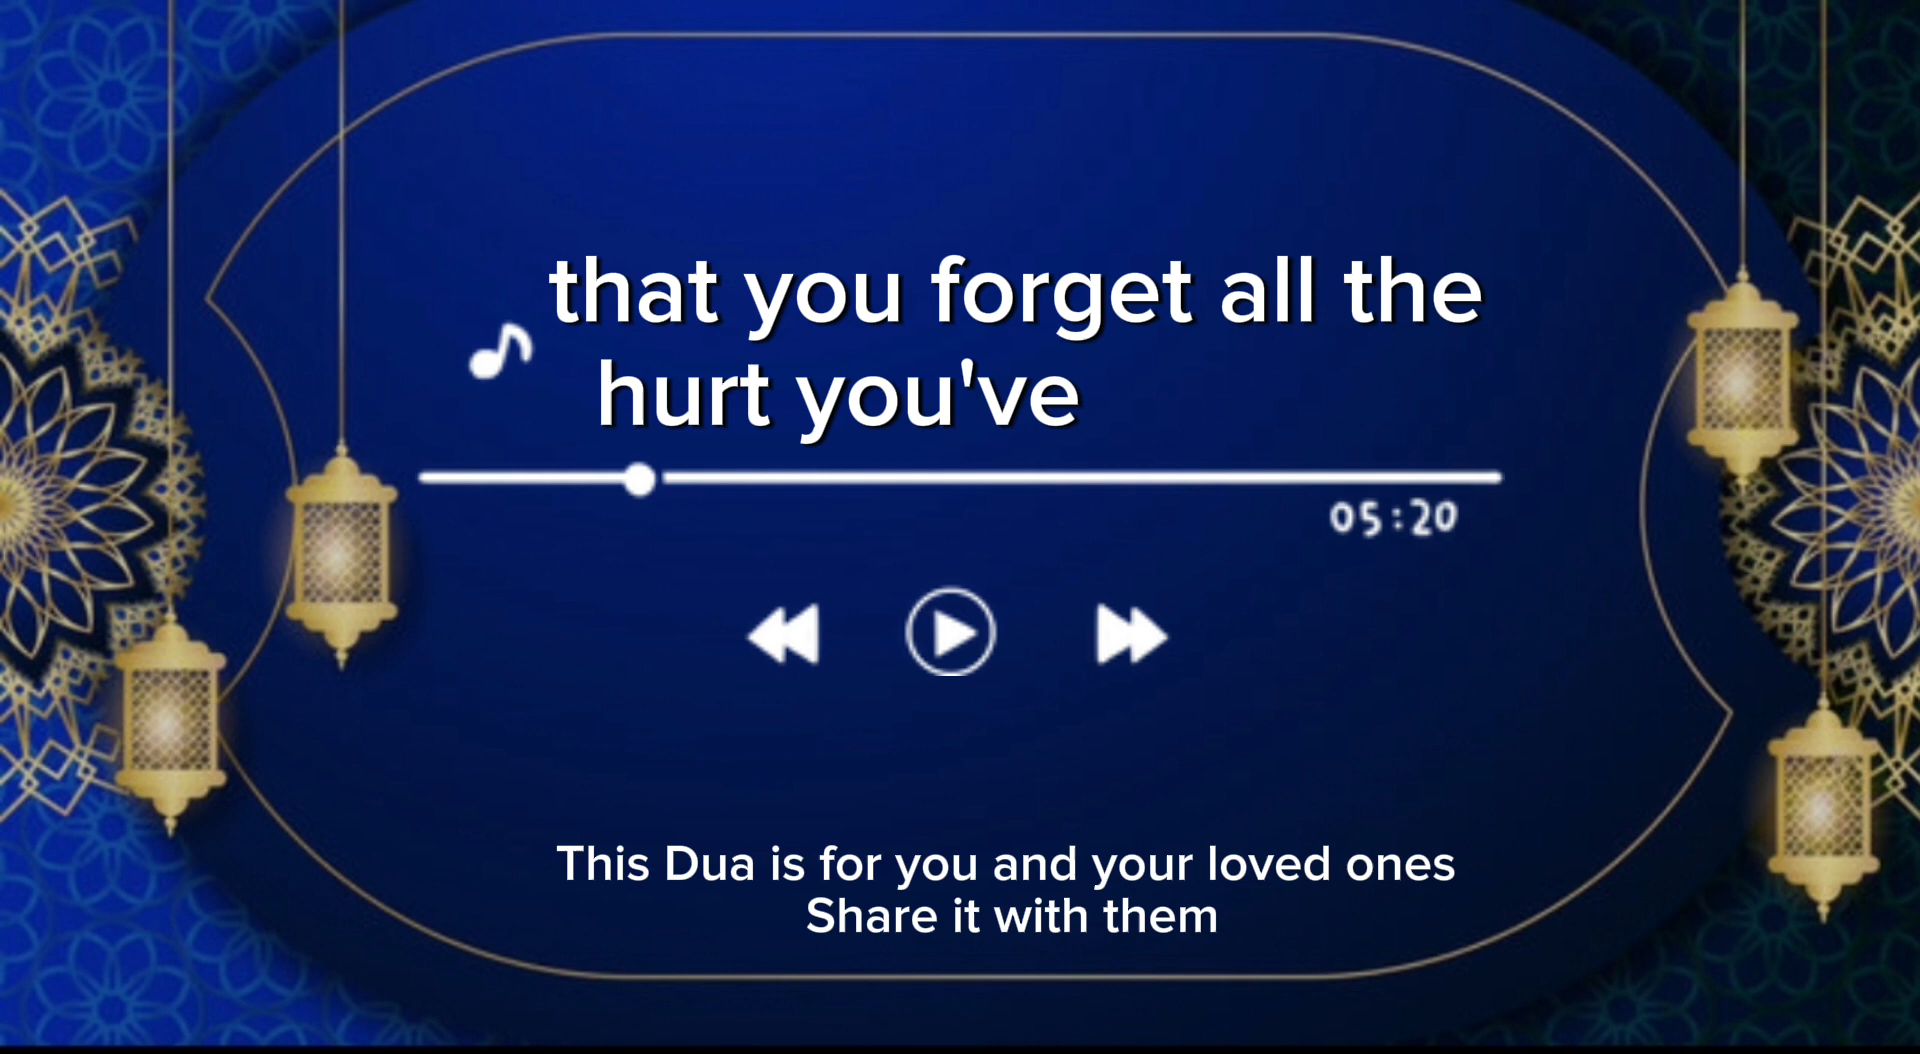 that you forget all the
hurt you've
05:20
This Dua is for you and your loved ones
Share it with them